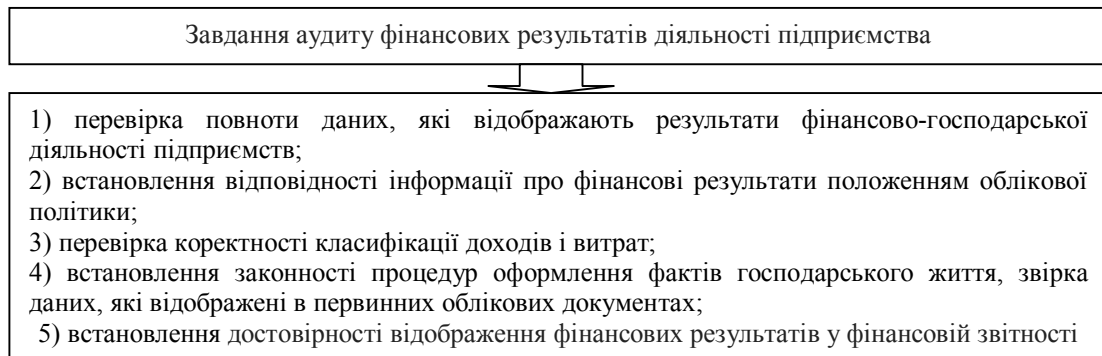 Завдання аудиту фінансових результатів діяльності підприємства
1) перевірка повноти даних, які відображають результати фінансово-господарської
діяльності підприємств;
2) встановлення відповідності інформації про фінансові результати положенням облікової
політики;
3) перевірка коректності класифікації доходів і витрат;
4) встановлення законності процедур оформлення фактів господарського життя, звірка
даних, які відображені в первинних облікових документах;
5) встановлення достовірності відображення фінансових результатів у фінансовій звітності